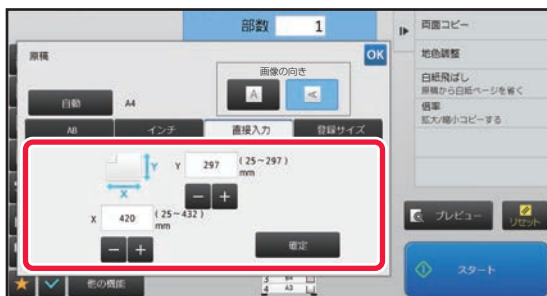 部数 1
両面コピー
原稿
OK
地色調整
画像の向き
白紙飛ばし
原稿から白紙ページを省く
A
A
自動 A4
倍率
拡大/縮小コピーする
AB インチ 直接入力 登録サイズ
Y Y 297 (25~297) mm
X
X 420 (25~432) mm
プレビュー
リセット
確定
スタート
他の機能
4 A3